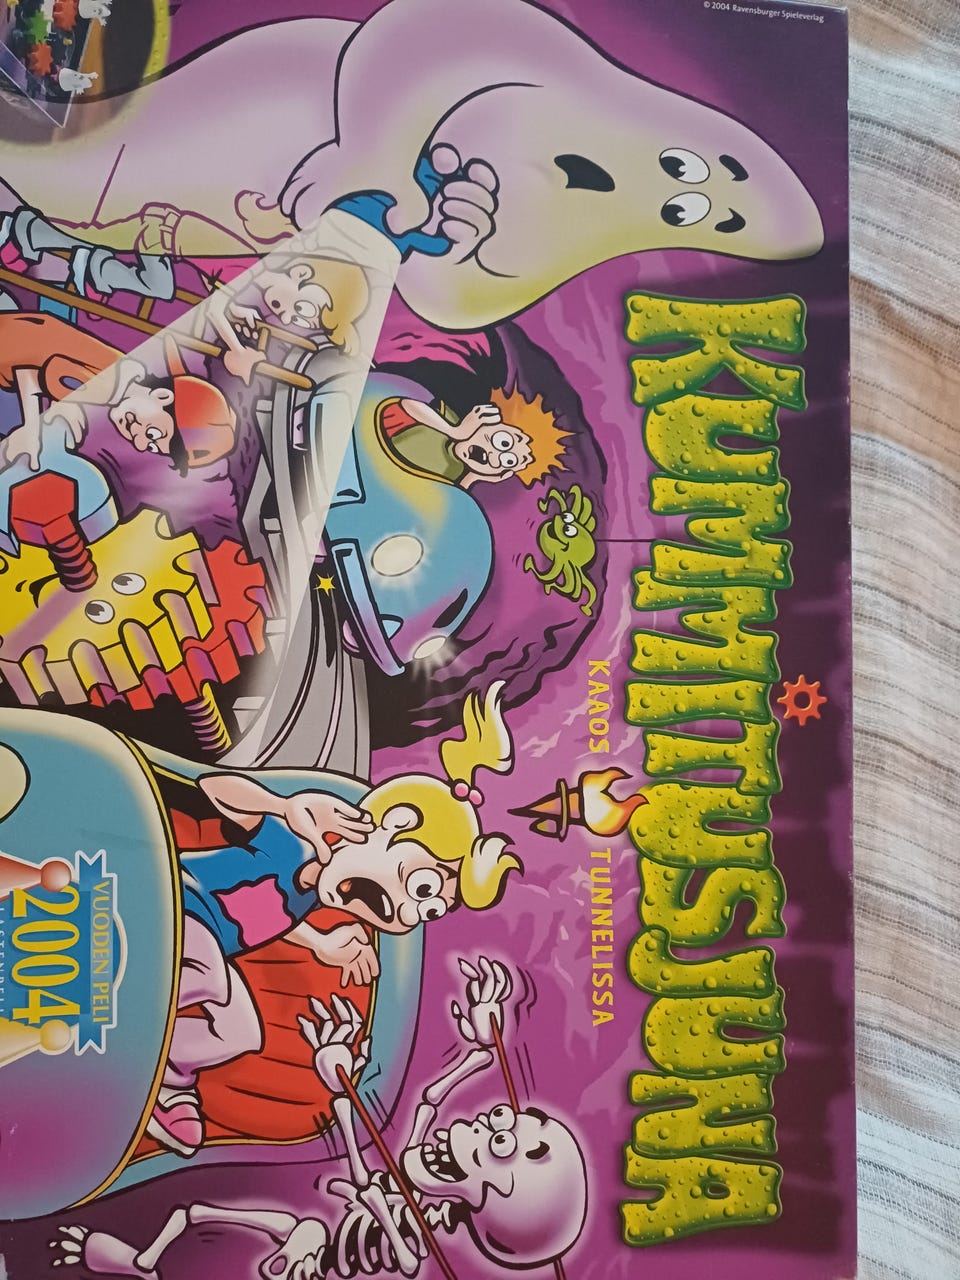 © 2004 Ravensburger Spieleverlag
KUMMITUSJUNA
KAAOS TUNNELISSA
VUODEN PELI
2004